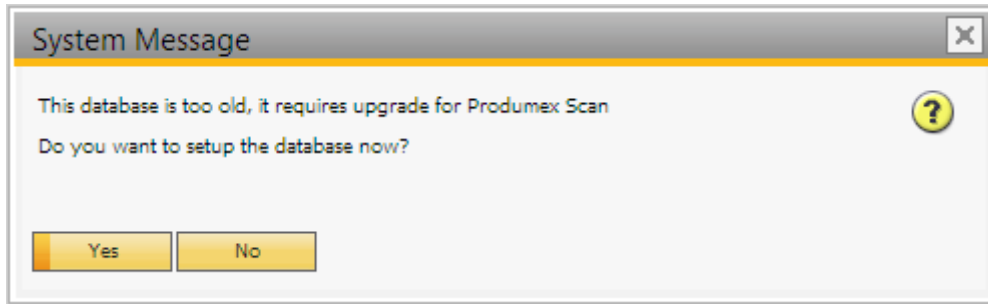 System Message
This database is too old, it requires upgrade for Produmex Scan
Do you want to setup the database now?
Yes No